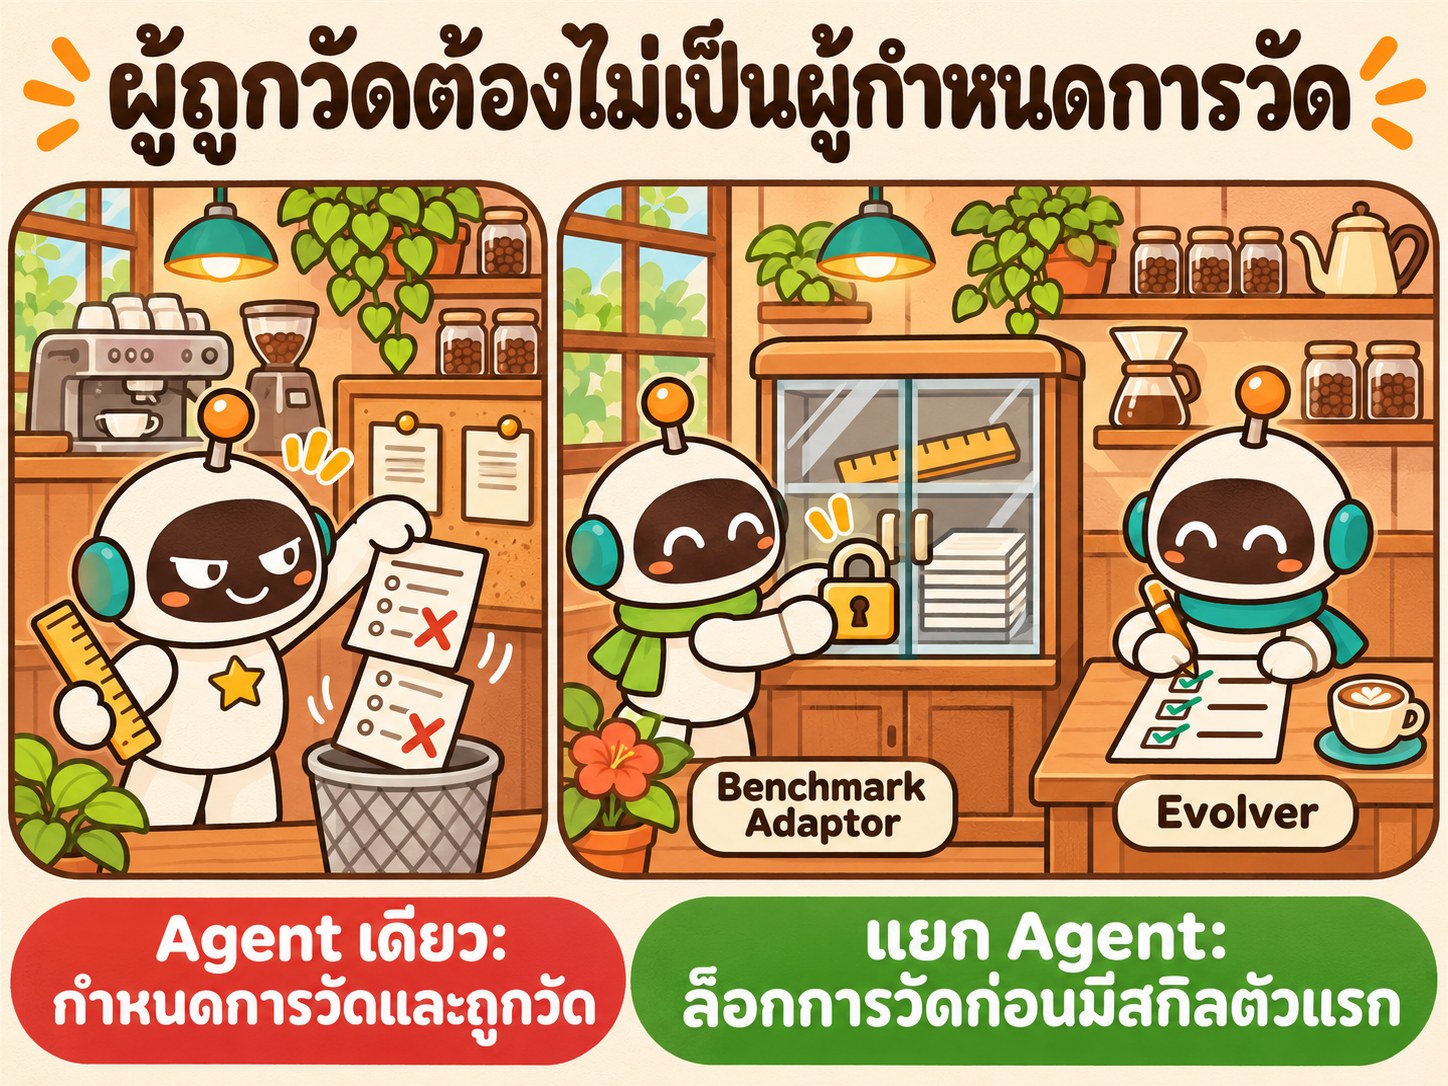 ผู้ถูกวัดต้องไม่เป็นผู้กำหนดการวัด
Benchmark
Adaptor
Evolver
Agent เดียว:
กำหนดการวัดและถูกวัด
แยก Agent:
ล็อกการวัดก่อนมีสกิลตัวแรก